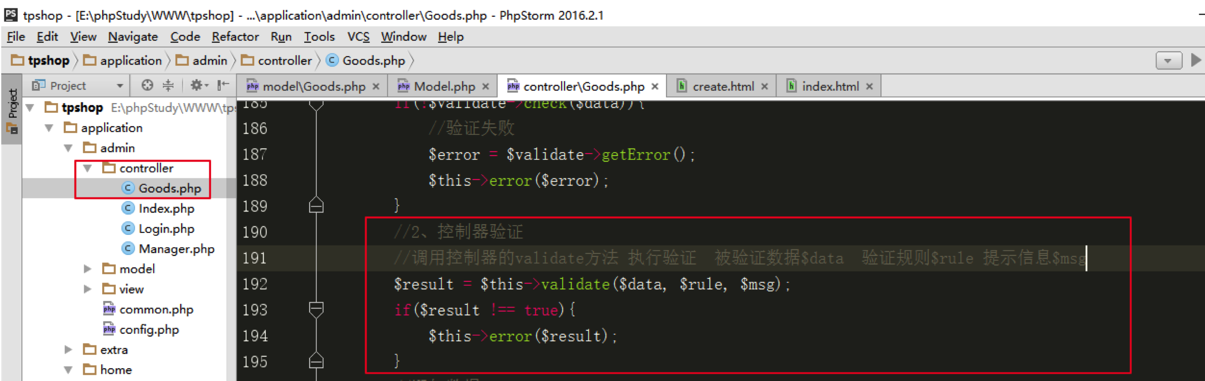 tpshop - [E:\phpStudy\WWW\tpshop] - ...\application\admin\controller\Goods.php - PhpStorm 2016.2.1
File Edit View Navigate Code Refactor Run Tools VCS Window Help
tpshop application admin controller Goods.php
Project
Project
model\Goods.php × Model.php × controller\Goods.php × create.html × index.html ×
tpshop E:\phpStudy\WWW\tps
application
admin
controller
Goods.php
Index.php
Login.php
Manager.php
model
view
common.php
config.php
extra
home
185 if(!$validate->check($data)){
186 //验证失败
187 $error = $validate->getError();
188 $this->error($error);
189 }
190 //2、控制器验证
191 //调用控制器的validate方法 执行验证 被验证数据$data 验证规则$rule 提示信息$msg
192 $result = $this->validate($data, $rule, $msg);
193 if($result !== true){
194 $this->error($result);
195 }